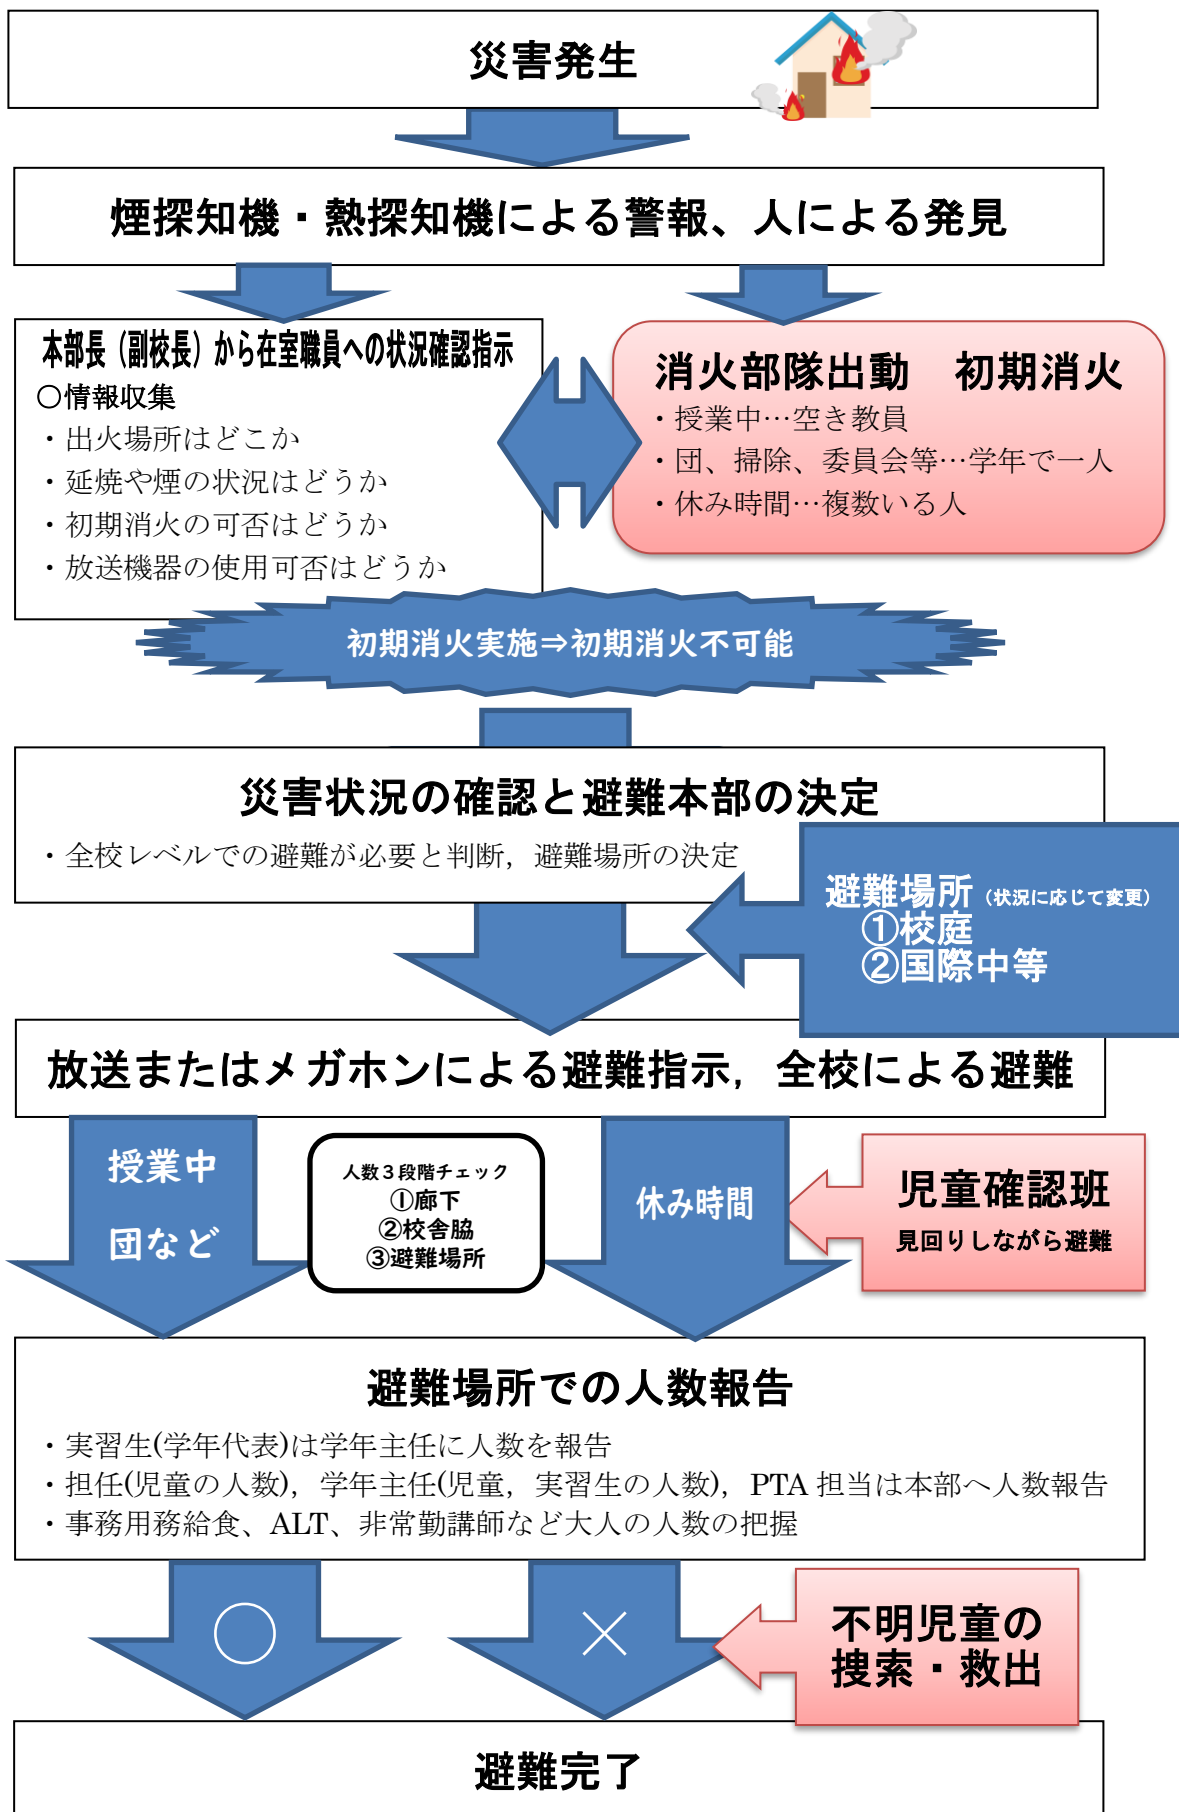 災害発生
煙探知機・熱探知機による警報、人による発見
本部長（副校長）から在室職員への状況確認指示
〇情報収集
・出火場所はどこか
・延焼や煙の状況はどうか
・初期消火の可否はどうか
・放送機器の使用可否はどうか
消火部隊出動　初期消火
・授業中…空き教員
・団、掃除、委員会等…学年で一人
・休み時間…複数いる人
初期消火実施⇒初期消火不可能
災害状況の確認と避難本部の決定
・全校レベルでの避難が必要と判断，避難場所の決定
避難場所（状況に応じて変更）
①校庭
②国際中等
放送またはメガホンによる避難指示，全校による避難
授業中
団など
人数３段階チェック
①廊下
②校舎脇
③避難場所
休み時間
児童確認班
見回りしながら避難
避難場所での人数報告
・実習生(学年代表)は学年主任に人数を報告
・担任(児童の人数)，学年主任(児童，実習生の人数)，PTA 担当は本部へ人数報告
・事務用務給食、ALT、非常勤講師など大人の人数の把握
○
×
不明児童の
捜索・救出
避難完了